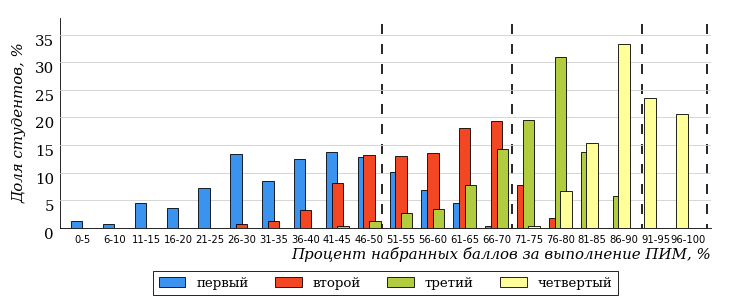 Доля студентов, %
35
30
25
20
15
10
5
0
0-5 6-10 11-15 16-20 21-25 26-30 31-35 36-40 41-45 46-50 51-55 56-60 61-65 66-70 71-75 76-80 81-85 86-90 91-95 96-100
Процент набранных баллов за выполнение ПИМ, %
первый второй третий четвертый